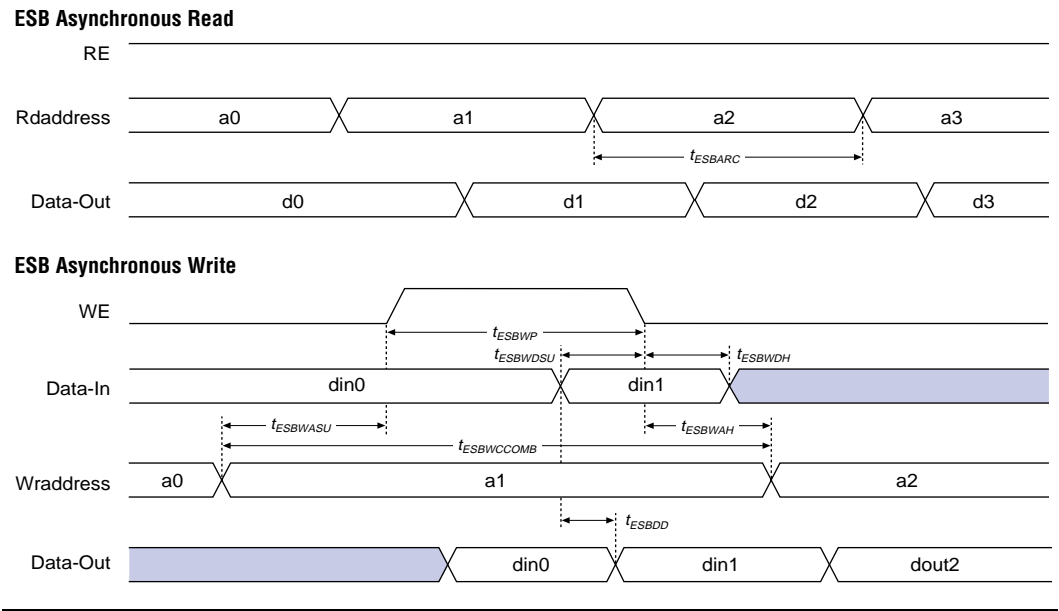 ESB Asynchronous Read
RE
Rdaddress a0 a1 a2 a3
tESBARC
Data-Out d0 d1 d2 d3
ESB Asynchronous Write
WE
tESBWP
tESBWDSU tESBWDH
Data-In din0 din1
tESBWASU tESBWAH
tESBWCCOMB
Wraddress a0 a1 a2
tESBDD
Data-Out din0 din1 dout2